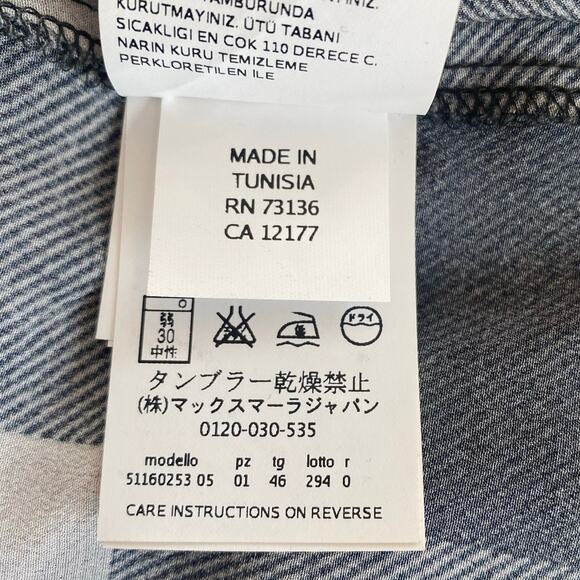 TAMBURUNDA
KURUTMAYINIZ. ÜTÜ TABANI
SICAKLIGI EN COK 110 DERECE C.
NARIN KURU TEMIZLEME
PERKLORETILEN ILE
MADE IN
TUNISIA
RN 73136
CA 12177
弱
30
中性
ドライ
タンブラー乾燥禁止
(株)マックスマーラジャパン
0120-030-535
modello pz tg lotto r
51160253 05 01 46 294 0
CARE INSTRUCTIONS ON REVERSE